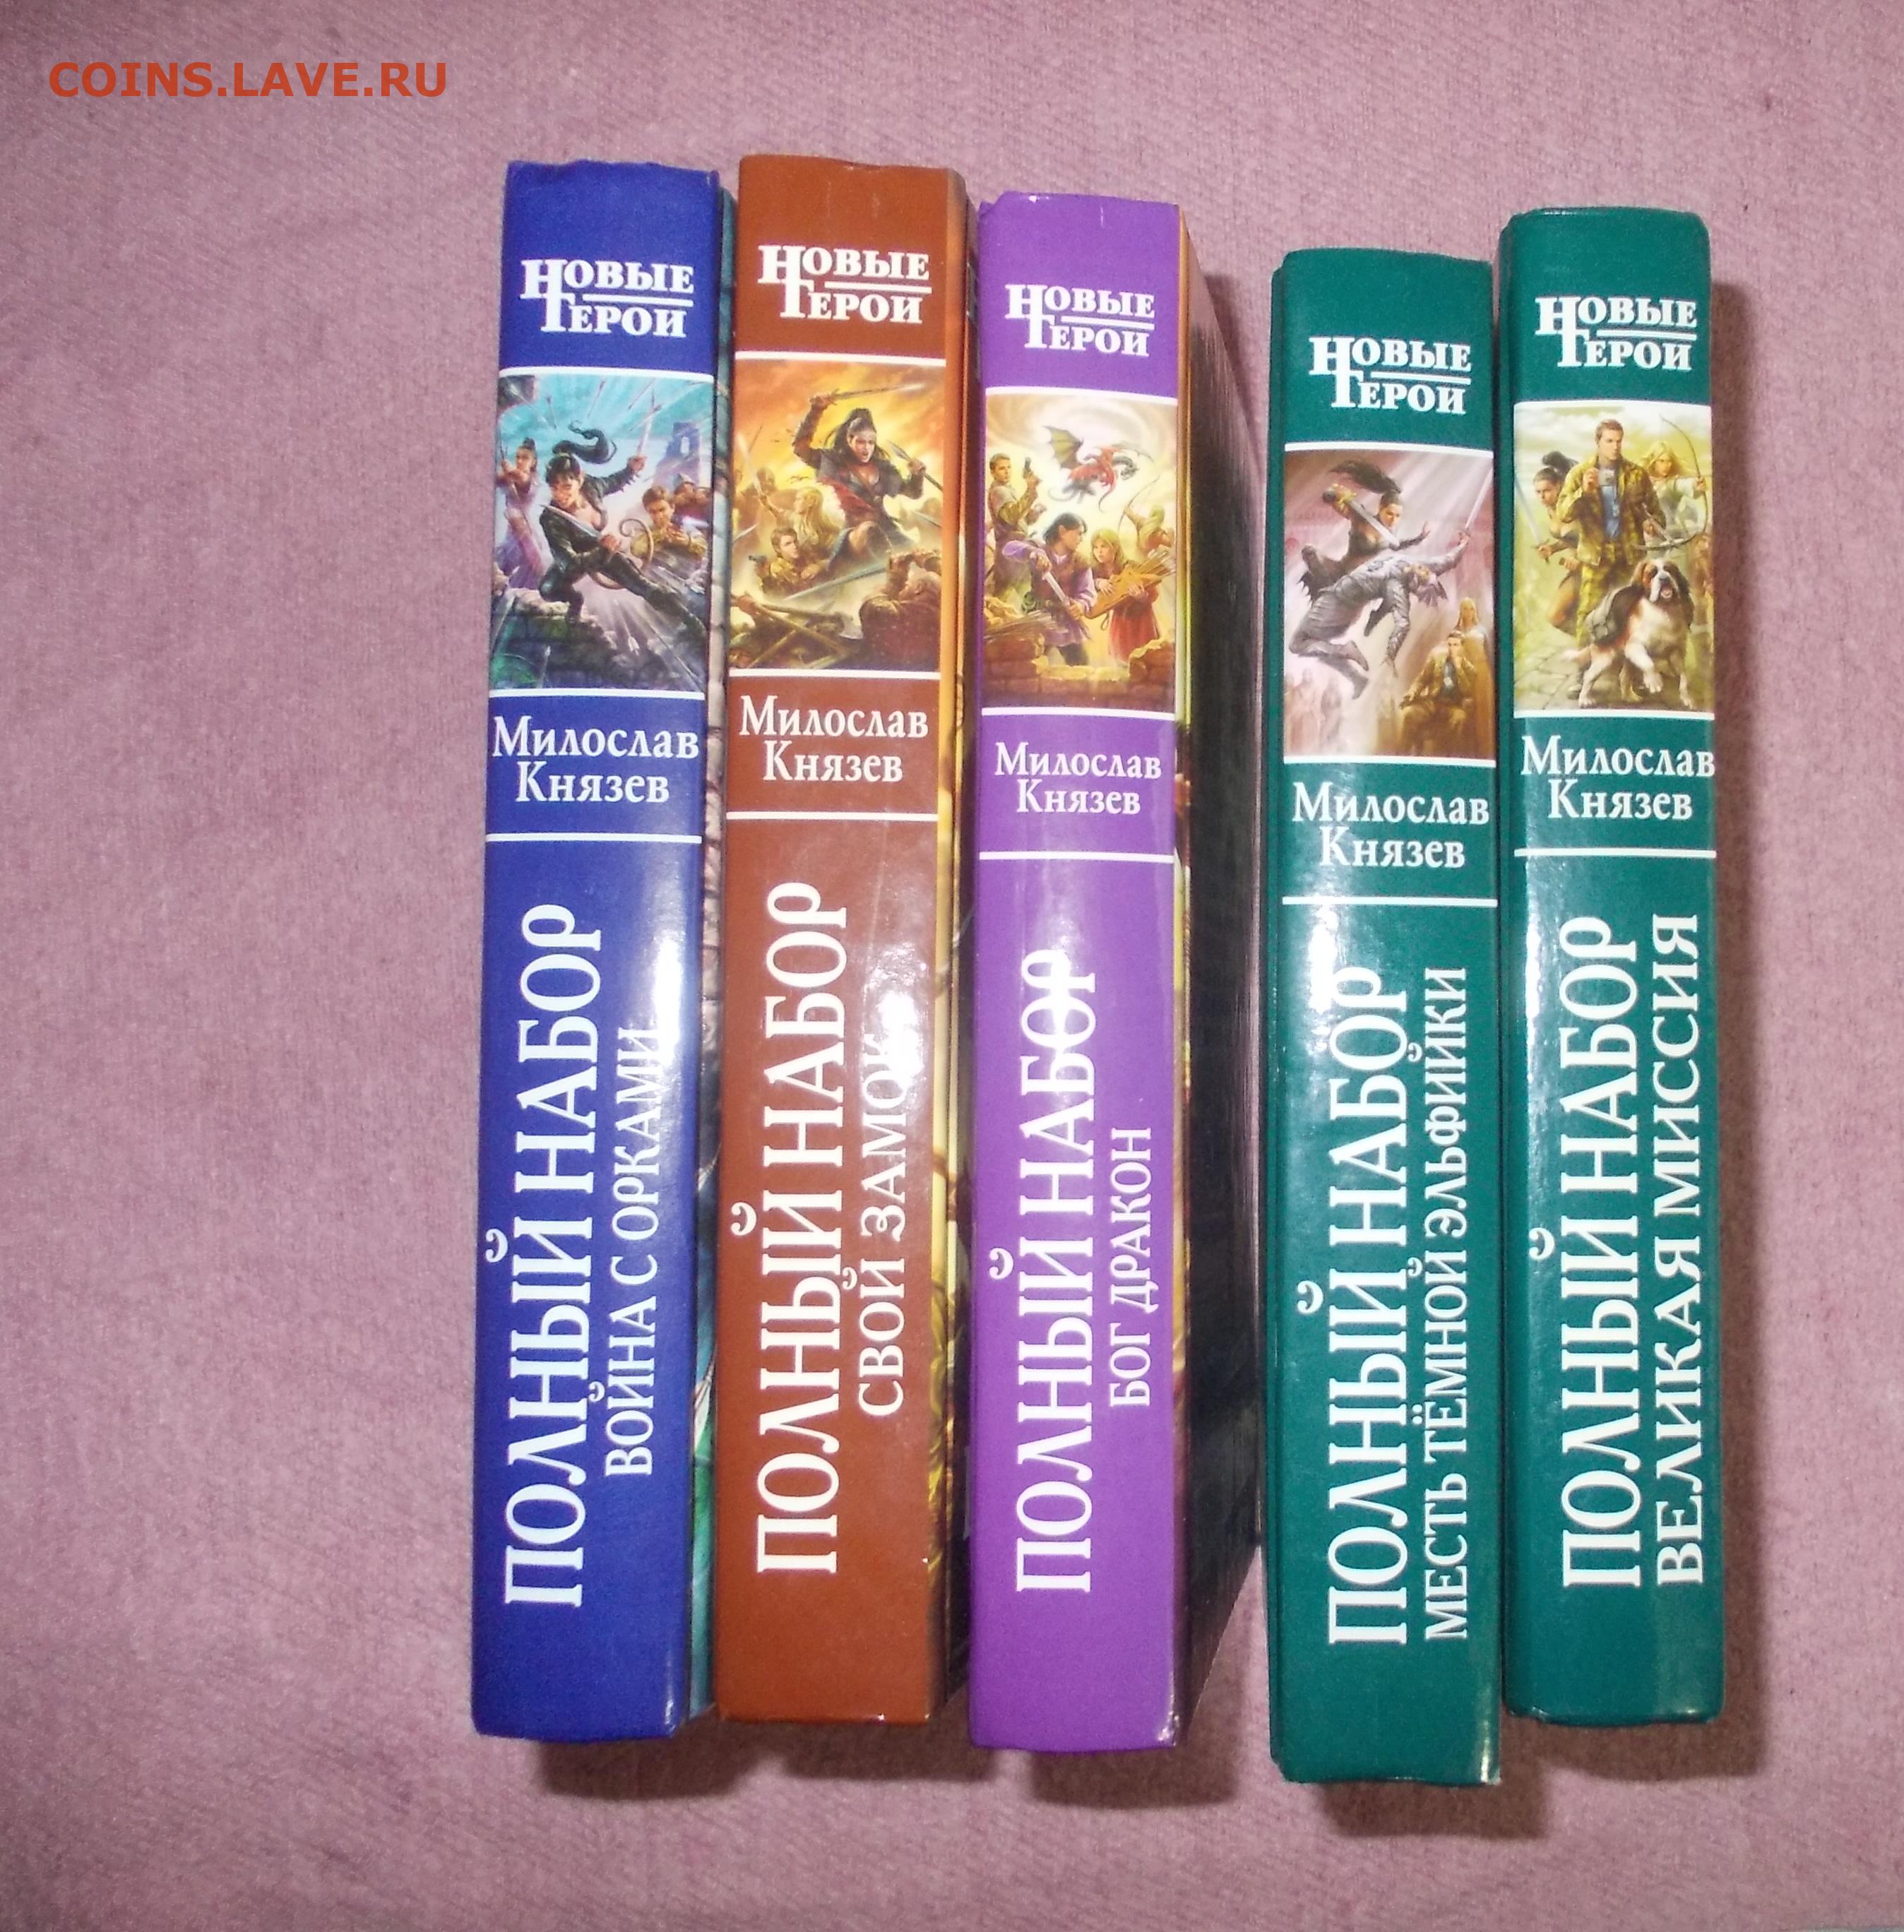 COINS.LAVE.RU
НОВЫЕ
ГЕРОИ
Милослав
Князев
ПОЛНЫЙ НАБОР
ВОЙНА С ОРКАМИ
НОВЫЕ
ГЕРОИ
Милослав
Князев
ПОЛНЫЙ НАБОР
СВОЙ ЗАМОК
НОВЫЕ
ГЕРОИ
Милослав
Князев
ПОЛНЫЙ НАБОР
БОГ ДРАКОН
НОВЫЕ
ГЕРОИ
Милослав
Князев
ПОЛНЫЙ НАБОР
МЕСТЬ ТЁМНОЙ ЭЛЬФИЙКИ
НОВЫЕ
ГЕРОИ
Милослав
Князев
ПОЛНЫЙ НАБОР
ВЕЛИКАЯ МИССИЯ